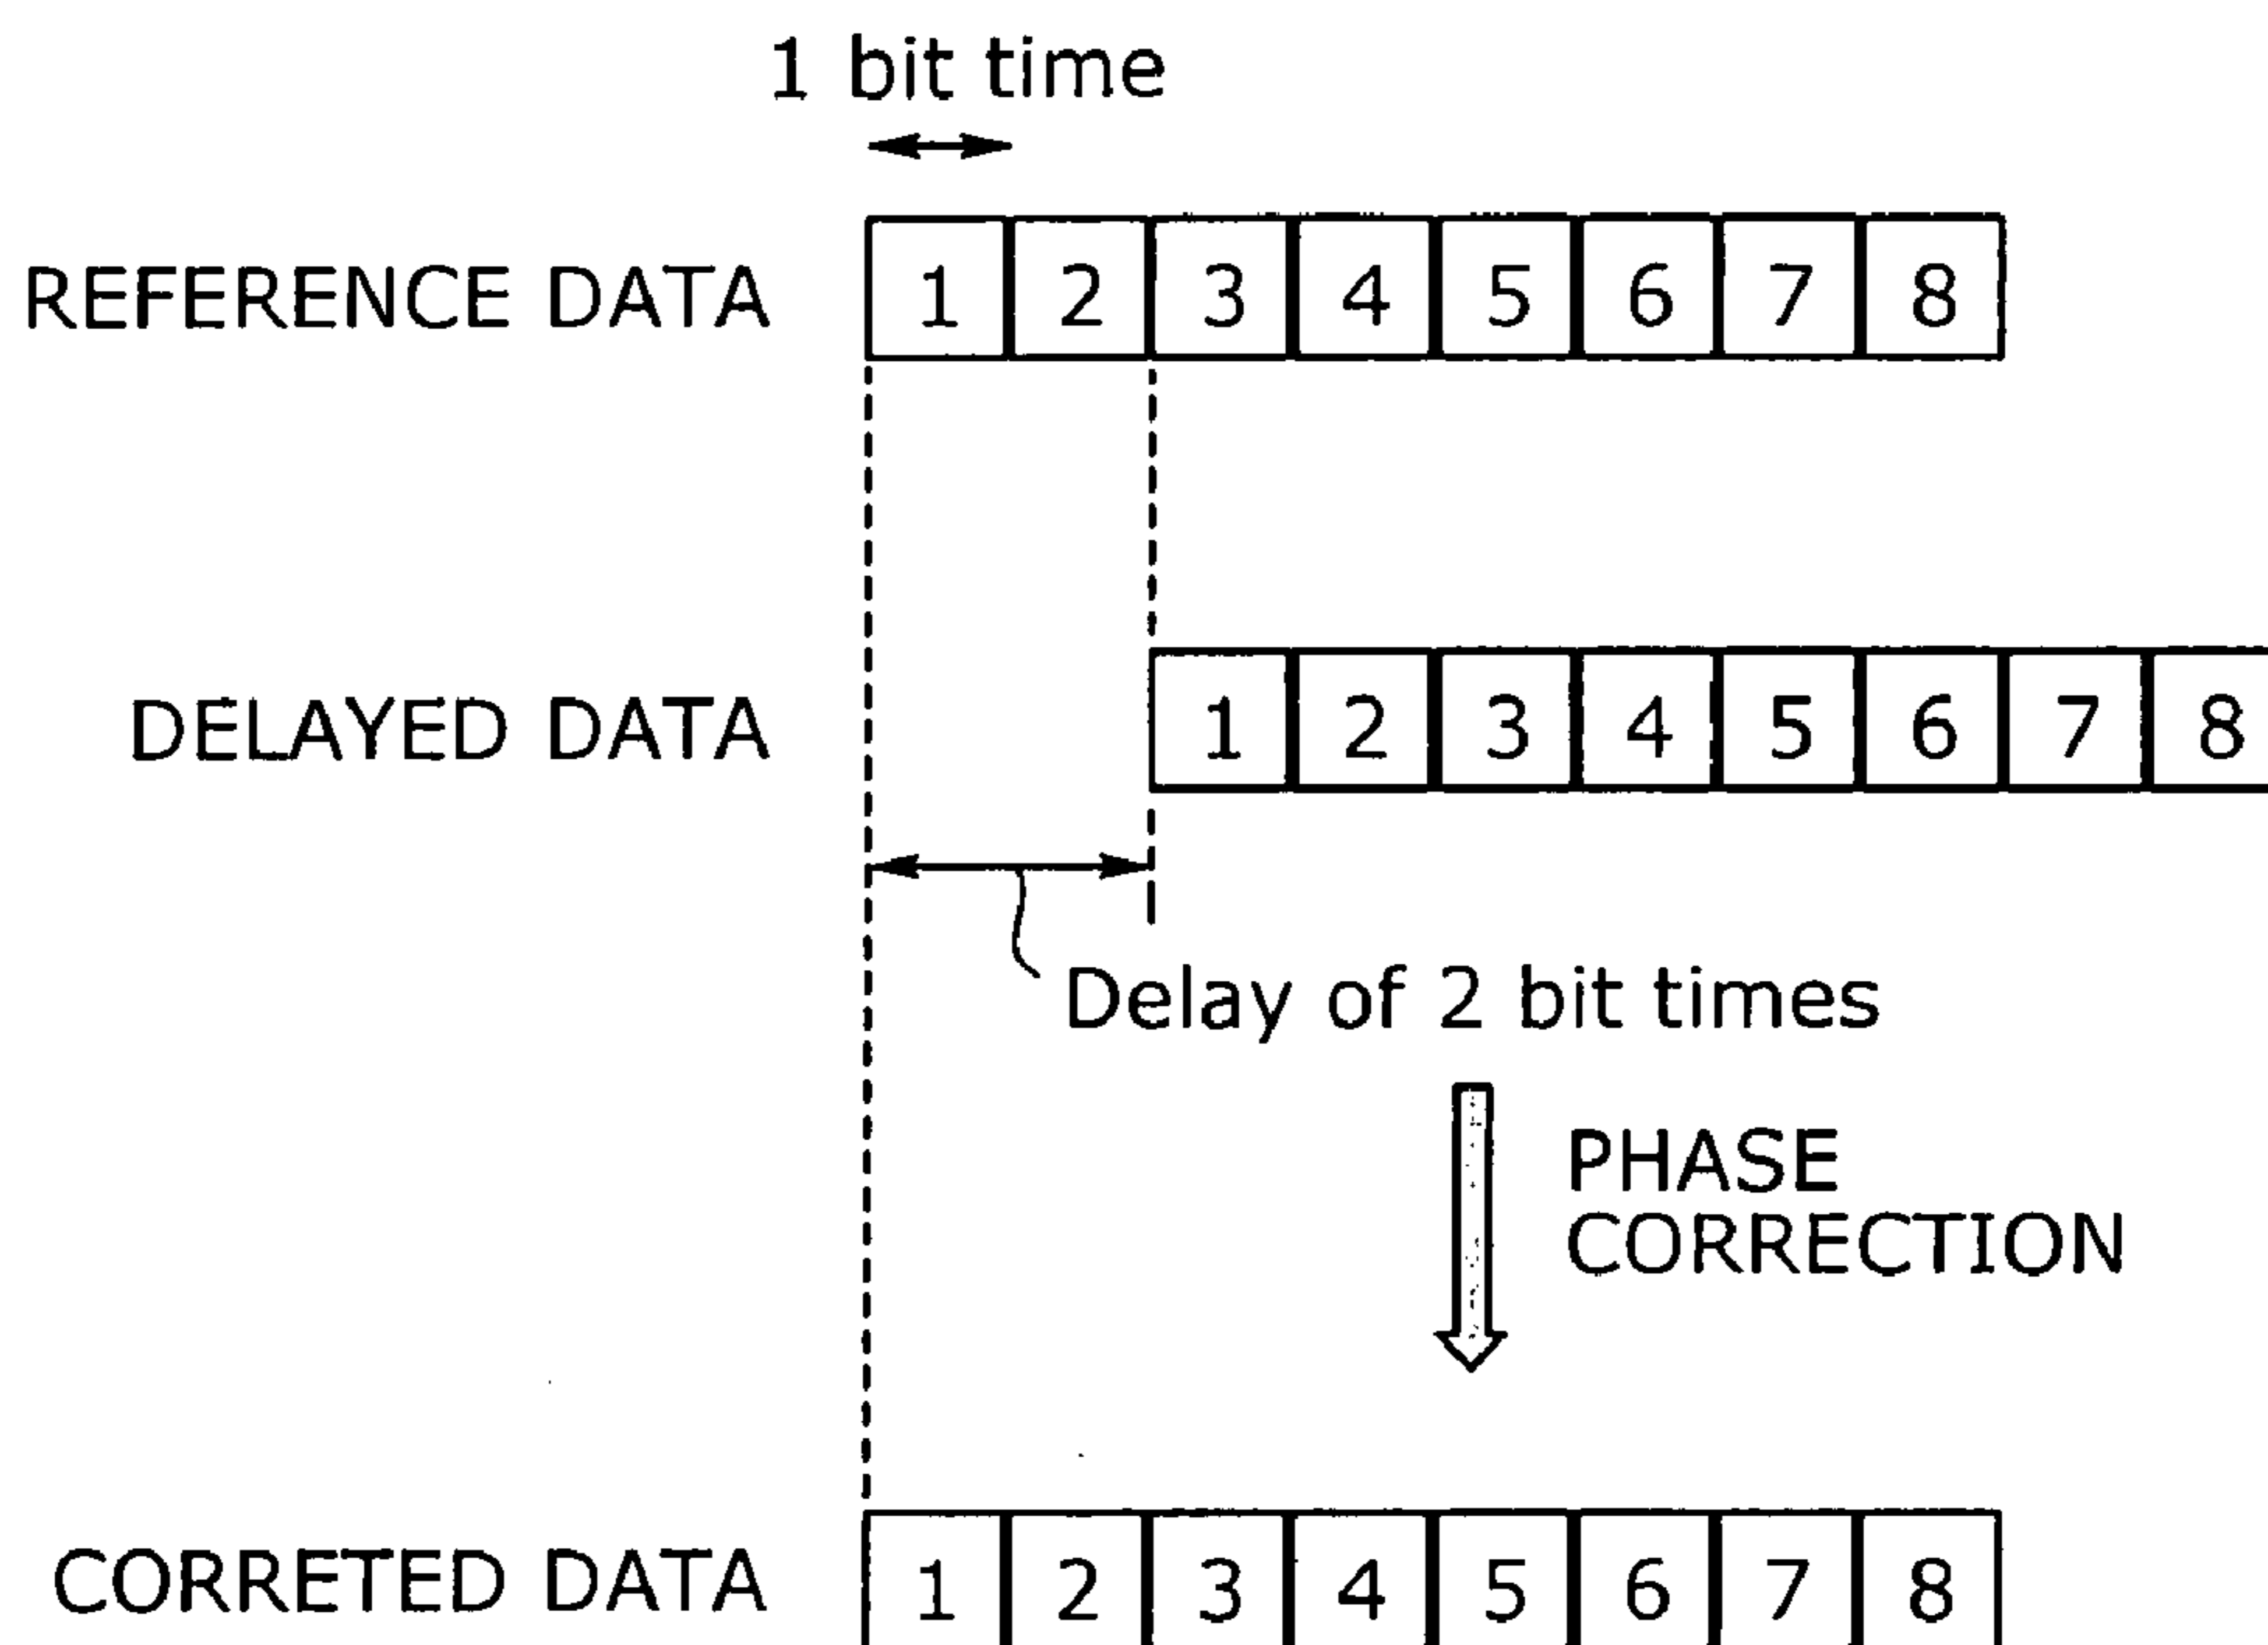 1 bit time
REFERENCE DATA 1 2 3 4 5 6 7 8
DELAYED DATA 1 2 3 4 5 6 7 8
Delay of 2 bit times
PHASE
CORRECTION
CORRETED DATA 1 2 3 4 5 6 7 8